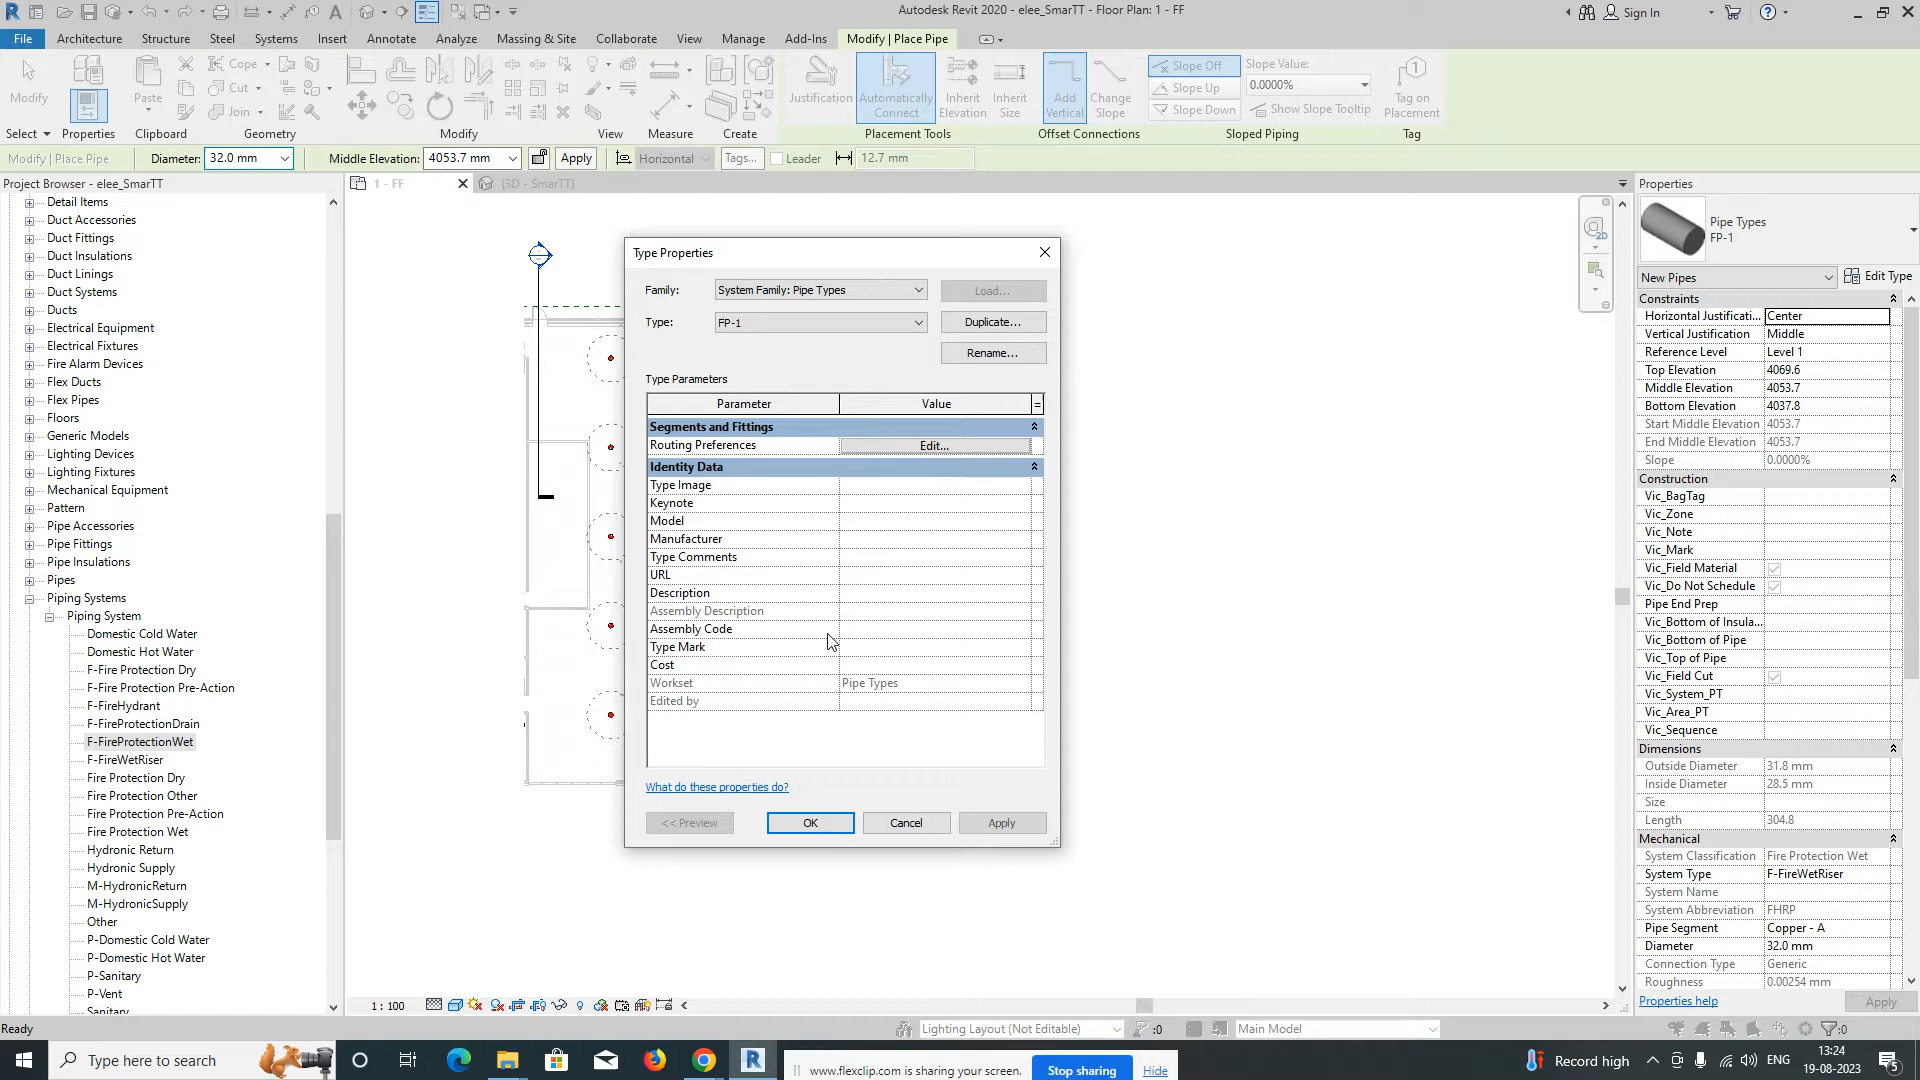 Autodesk Revit 2020 - elee_SmarTT - Floor Plan: 1 - FF
Sign In
File Architecture Structure Steel Systems Insert Annotate Analyze Massing & Site Collaborate View Manage Add-Ins Modify | Place Pipe
Modify
Paste
Cope
Cut
Join
Justification
Automatically Connect
Inherit Elevation
Inherit Size
Add Vertical
Change Slope
Slope Off
Slope Up
Slope Down
Slope Value:
0.0000%
Show Slope Tooltip
Tag on Placement
Select Properties Clipboard Geometry Modify View Measure Create Placement Tools Offset Connections Sloped Piping Tag
Modify | Place Pipe Diameter: 32.0 mm Middle Elevation: 4053.7 mm Apply Horizontal Tags... Leader 12.7 mm
Project Browser - elee_SmarTT
Detail Items
Duct Accessories
Duct Fittings
Duct Insulations
Duct Linings
Duct Systems
Ducts
Electrical Equipment
Electrical Fixtures
Fire Alarm Devices
Flex Ducts
Flex Pipes
Floors
Generic Models
Lighting Devices
Lighting Fixtures
Mechanical Equipment
Pattern
Pipe Accessories
Pipe Fittings
Pipe Insulations
Pipes
Piping Systems
Piping System
Domestic Cold Water
Domestic Hot Water
F-Fire Protection Dry
F-Fire Protection Pre-Action
F-FireHydrant
F-FireProtectionDrain
F-FireProtectionWet
F-FireWetRiser
Fire Protection Dry
Fire Protection Other
Fire Protection Pre-Action
Fire Protection Wet
Hydronic Return
Hydronic Supply
M-HydronicReturn
M-HydronicSupply
Other
P-Domestic Cold Water
P-Domestic Hot Water
P-Sanitary
P-Vent
Sanitary
1 - FF
{3D - SmarTT}
2D
Type Properties
Family: System Family: Pipe Types Load...
Type: FP-1 Duplicate...
Rename...
Type Parameters
Parameter Value =
Segments and Fittings
Routing Preferences Edit...
Identity Data
Type Image
Keynote
Model
Manufacturer
Type Comments
URL
Description
Assembly Description
Assembly Code
Type Mark
Cost
Workset Pipe Types
Edited by
What do these properties do?
<< Preview OK Cancel Apply
Properties
Pipe Types
FP-1
New Pipes Edit Type
Constraints
Horizontal Justificati... Center
Vertical Justification Middle
Reference Level Level 1
Top Elevation 4069.6
Middle Elevation 4053.7
Bottom Elevation 4037.8
Start Middle Elevation 4053.7
End Middle Elevation 4053.7
Slope 0.0000%
Construction
Vic_BagTag
Vic_Zone
Vic_Note
Vic_Mark
Vic_Field Material
Vic_Do Not Schedule
Pipe End Prep
Vic_Bottom of Insula...
Vic_Bottom of Pipe
Vic_Top of Pipe
Vic_Field Cut
Vic_System_PT
Vic_Area_PT
Vic_Sequence
Dimensions
Outside Diameter 31.8 mm
Inside Diameter 28.5 mm
Size
Length 304.8
Mechanical
System Classification Fire Protection Wet
System Type F-FireWetRiser
System Name
System Abbreviation FHRP
Pipe Segment Copper - A
Diameter 32.0 mm
Connection Type Generic
Roughness 0.00254 mm
Properties help Apply
1 : 100
Ready Lighting Layout (Not Editable) :0 Main Model :0
Type here to search
www.flexclip.com is sharing your screen. Stop sharing Hide
Record high ENG 13:24
19-08-2023
5